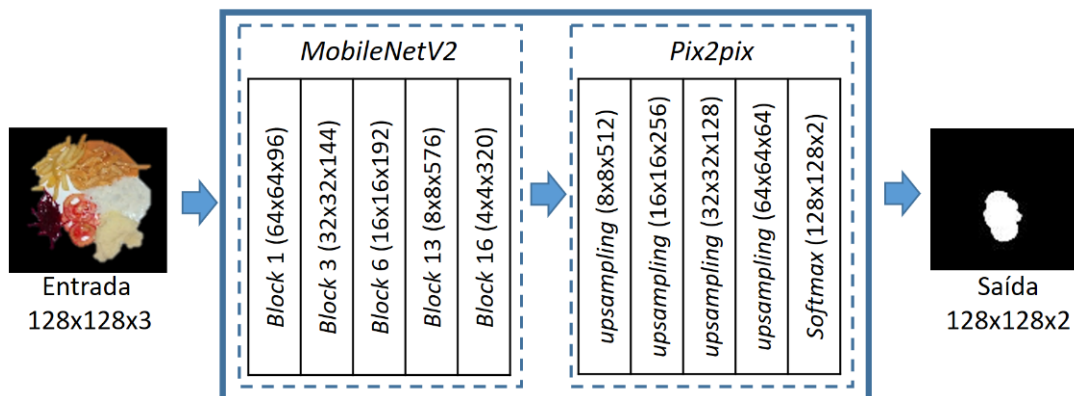 MobileNetV2
Pix2pix
Entrada
128x128x3
Block 1 (64x64x96)
Block 3 (32x32x144)
Block 6 (16x16x192)
Block 13 (8x8x576)
Block 16 (4x4x320)
upsampling (8x8x512)
upsampling (16x16x256)
upsampling (32x32x128)
upsampling (64x64x64)
Softmax (128x128x2)
Saída
128x128x2